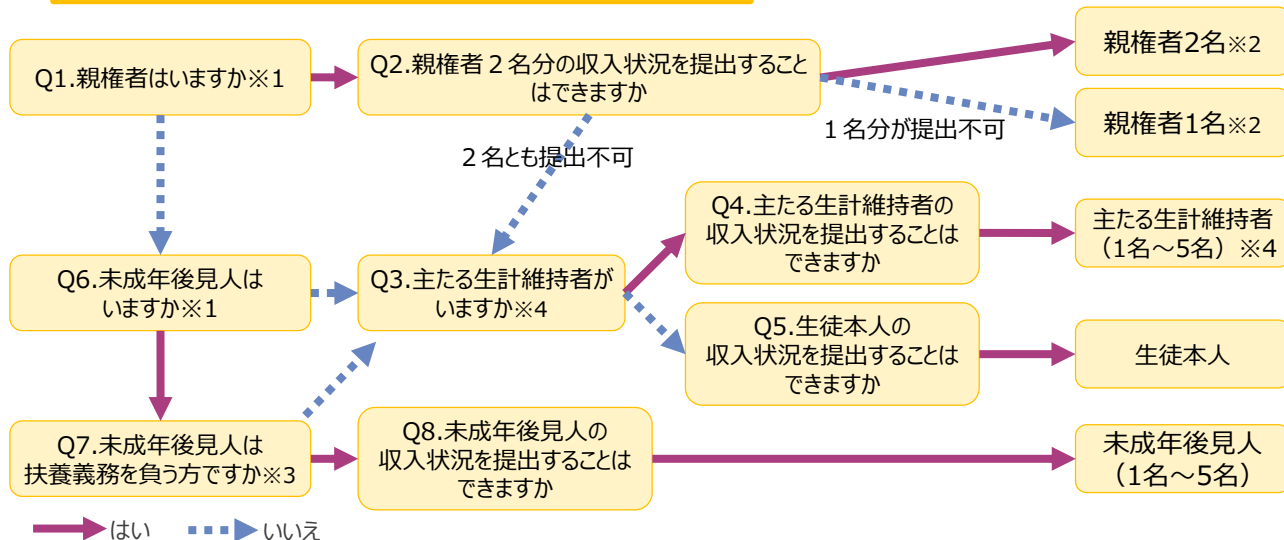 Q1.親権者はいますか※1
Q2.親権者2名分の収入状況を提出すること
はできますか
親権者2名※2
親権者1名※2
1名分が提出不可
2名とも提出不可
Q4.主たる生計維持者の
収入状況を提出することは
できますか
主たる生計維持者
（1名～5名）※4
Q6.未成年後見人は
いますか※1
Q3.主たる生計維持者が
いますか※4
Q5.生徒本人の
収入状況を提出することは
できますか
生徒本人
Q7.未成年後見人は
扶養義務を負う方ですか※3
Q8.未成年後見人の
収入状況を提出することは
できますか
未成年後見人
（1名～5名）
はい
いいえ